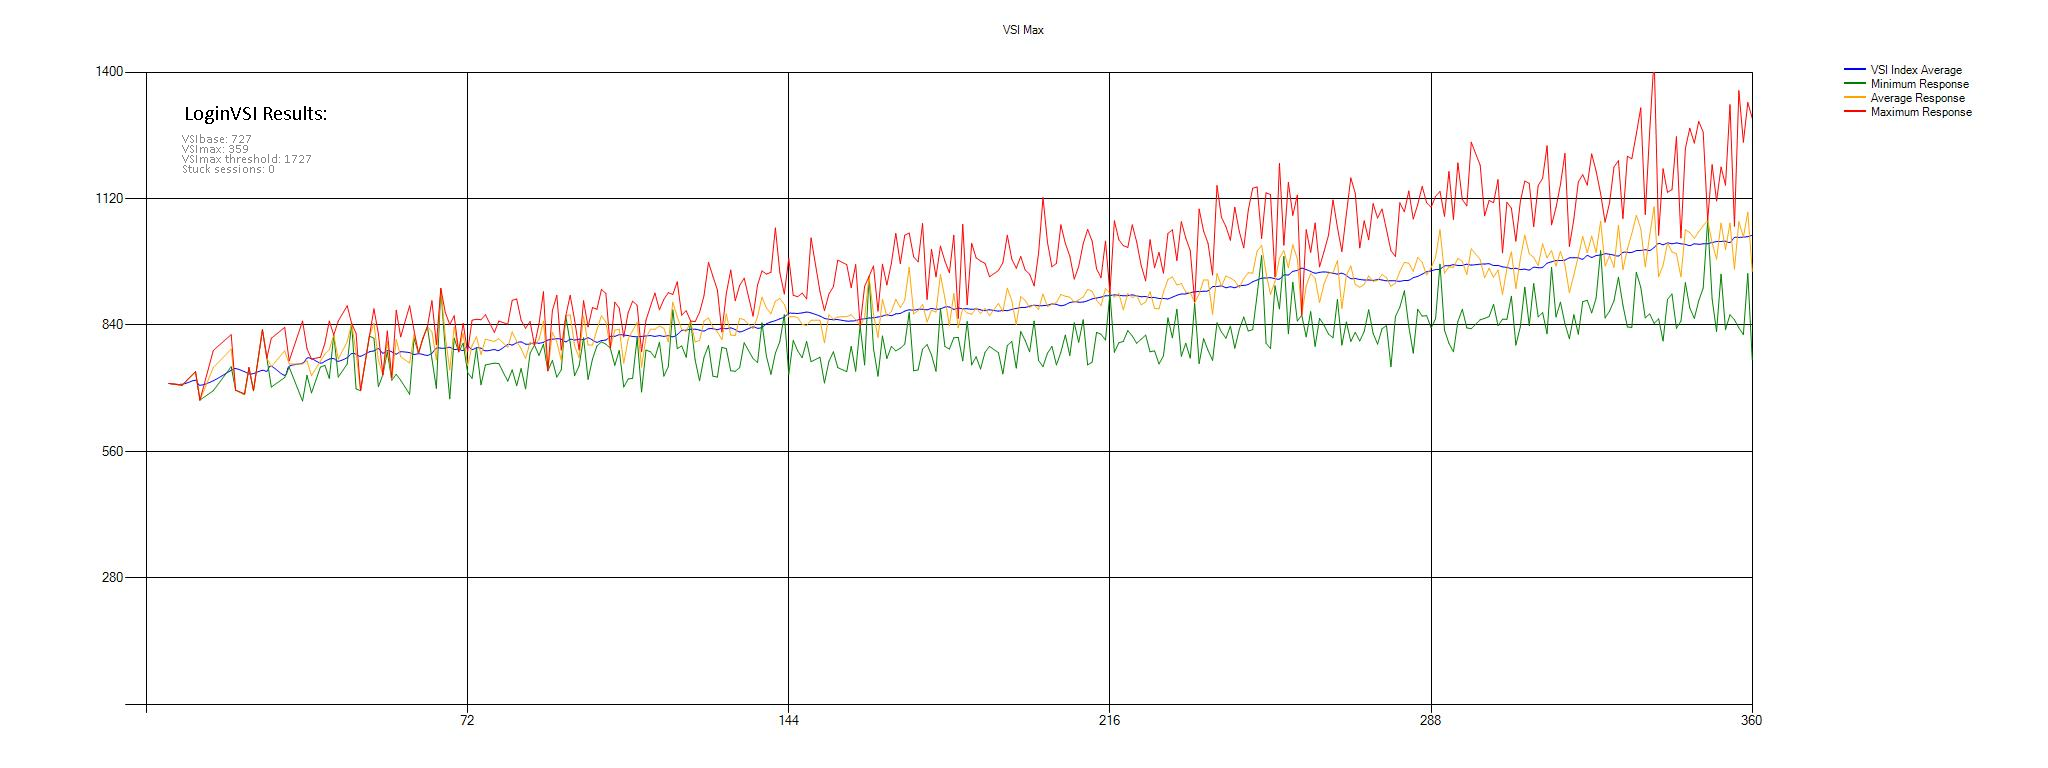 VSI Max
1400
1120
840
560
280
72
144
216
288
360
LoginVSI Results:
VSIbase: 727
VSImax: 359
VSImax threshold: 1727
Stuck sessions: 0
VSI Index Average
Minimum Response
Average Response
Maximum Response